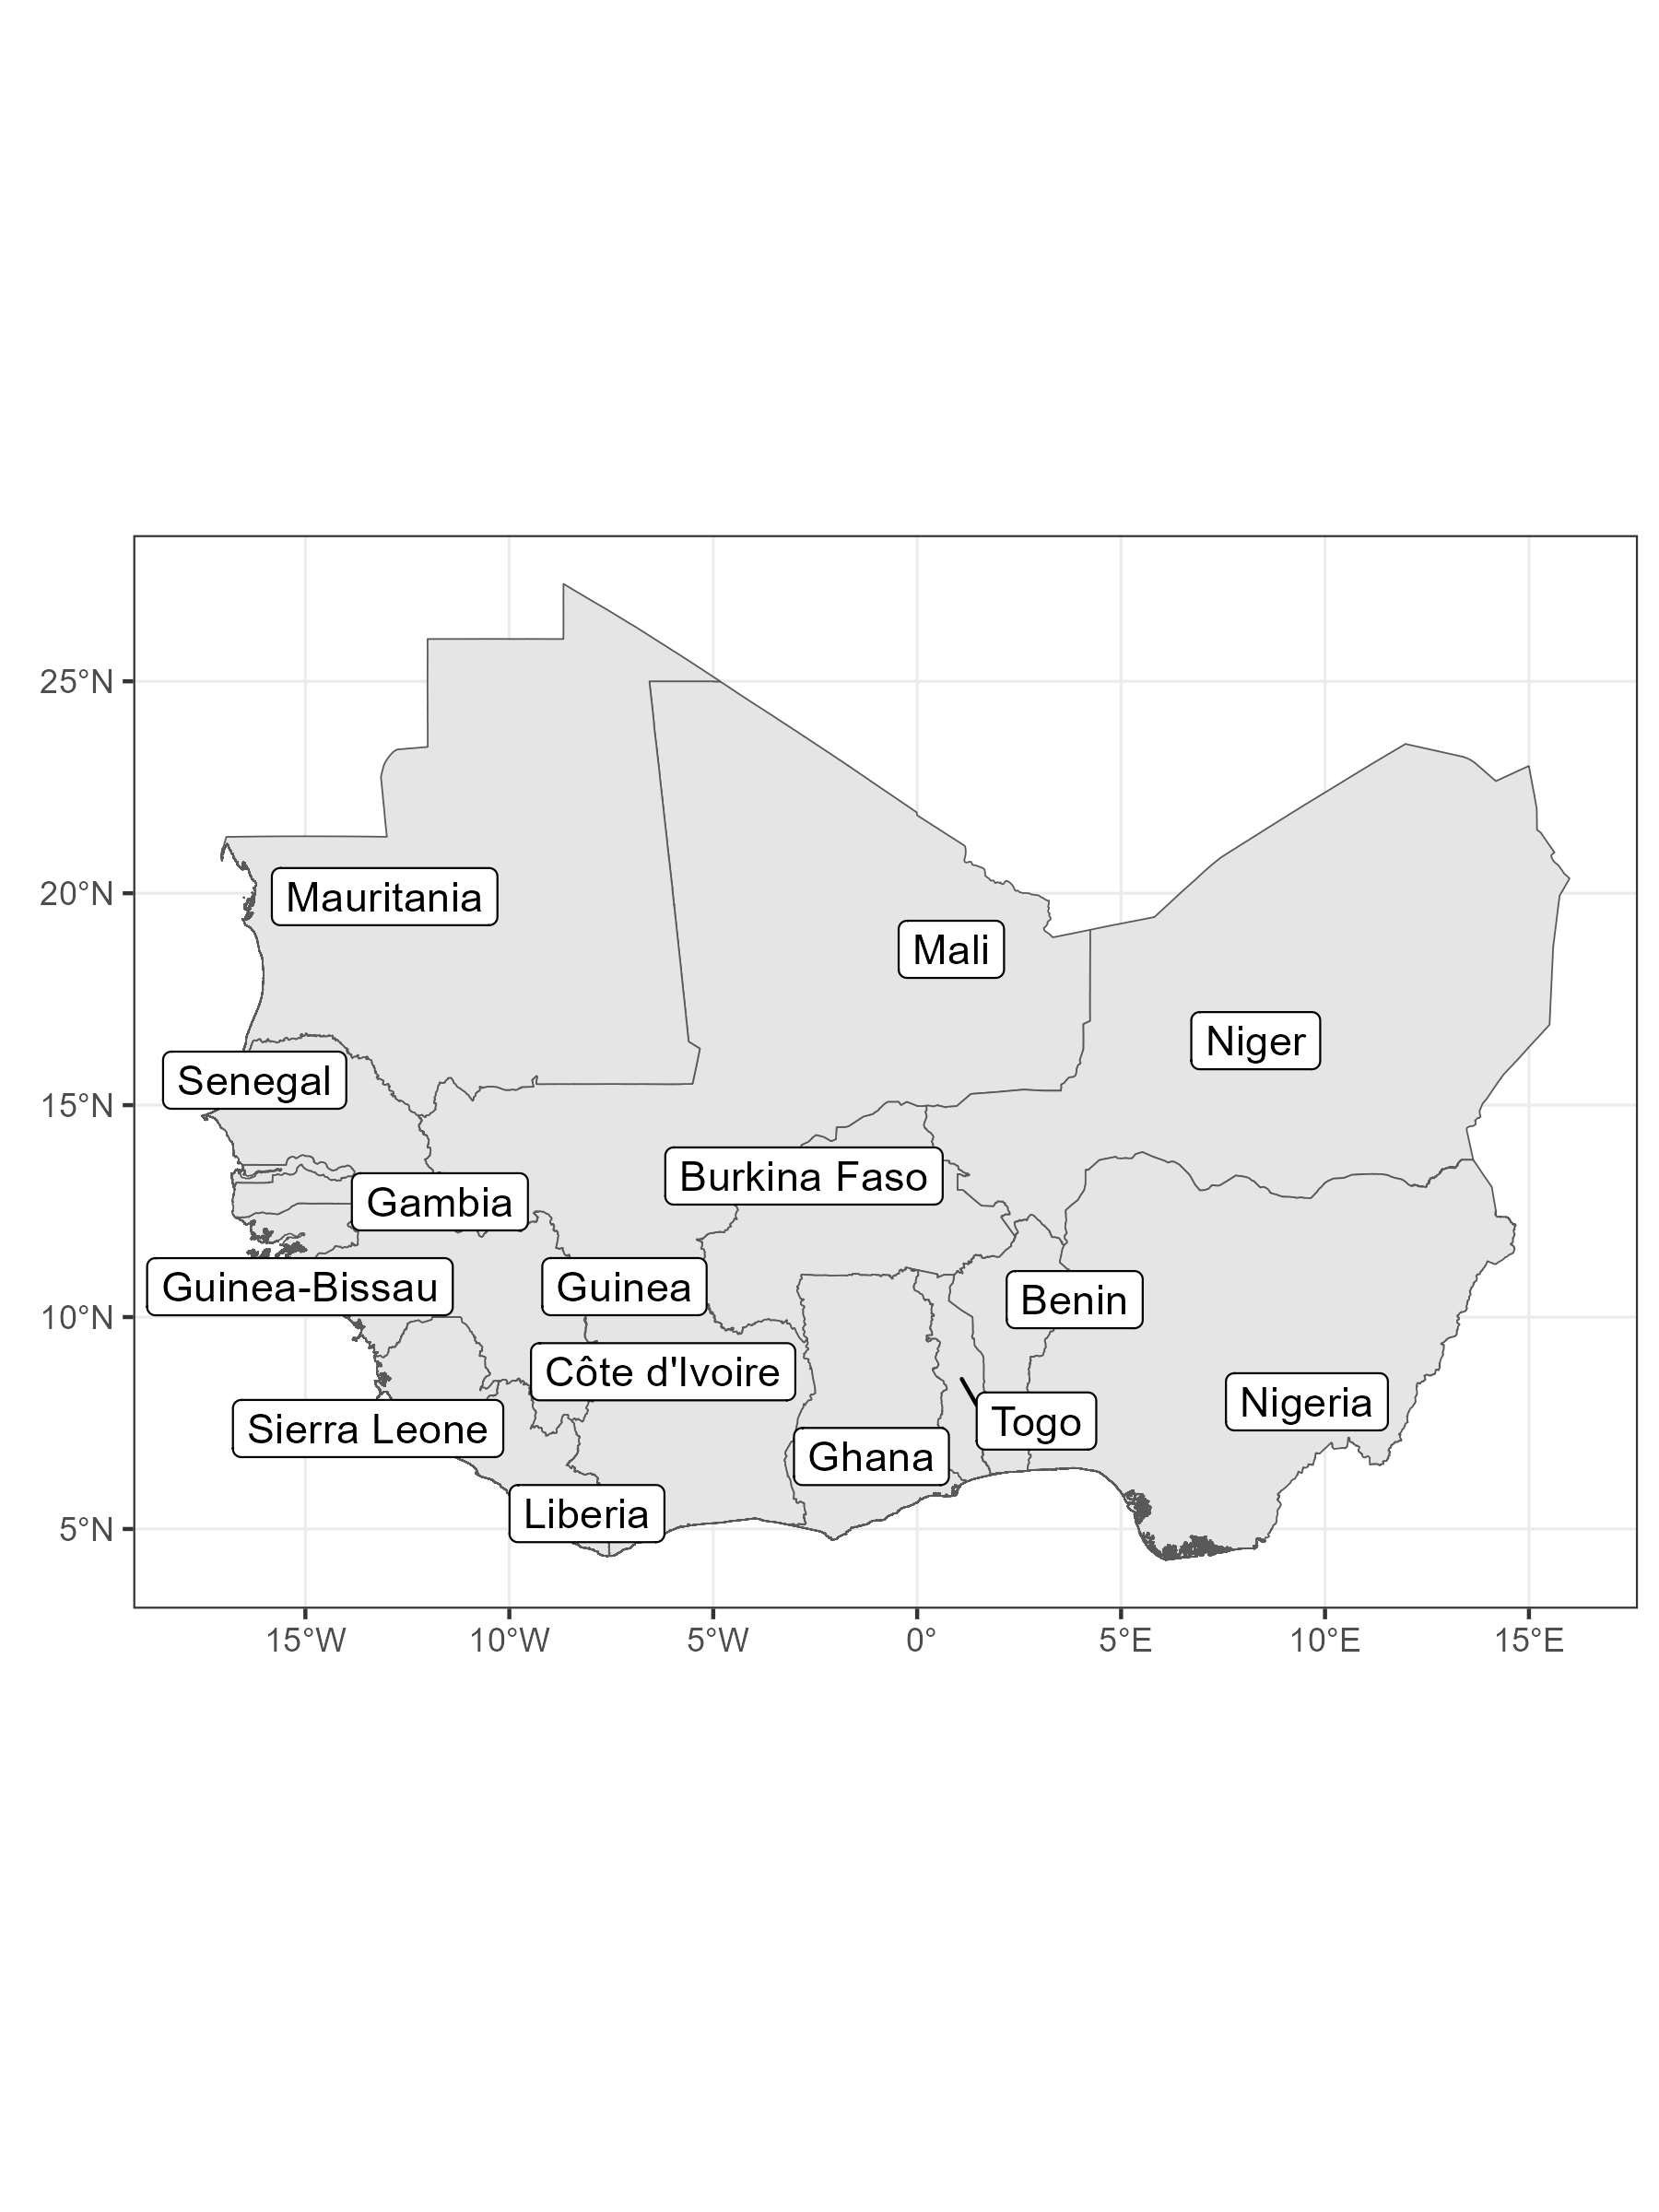 25°N
20°N
15°N
10°N
5°N
Mauritania
Mali
Niger
Senegal
Burkina Faso
Gambia
Guinea-Bissau
Guinea
Benin
Côte d'Ivoire
Nigeria
Togo
Sierra Leone
Ghana
Liberia
15°W
10°W
5°W
0°
5°E
10°E
15°E